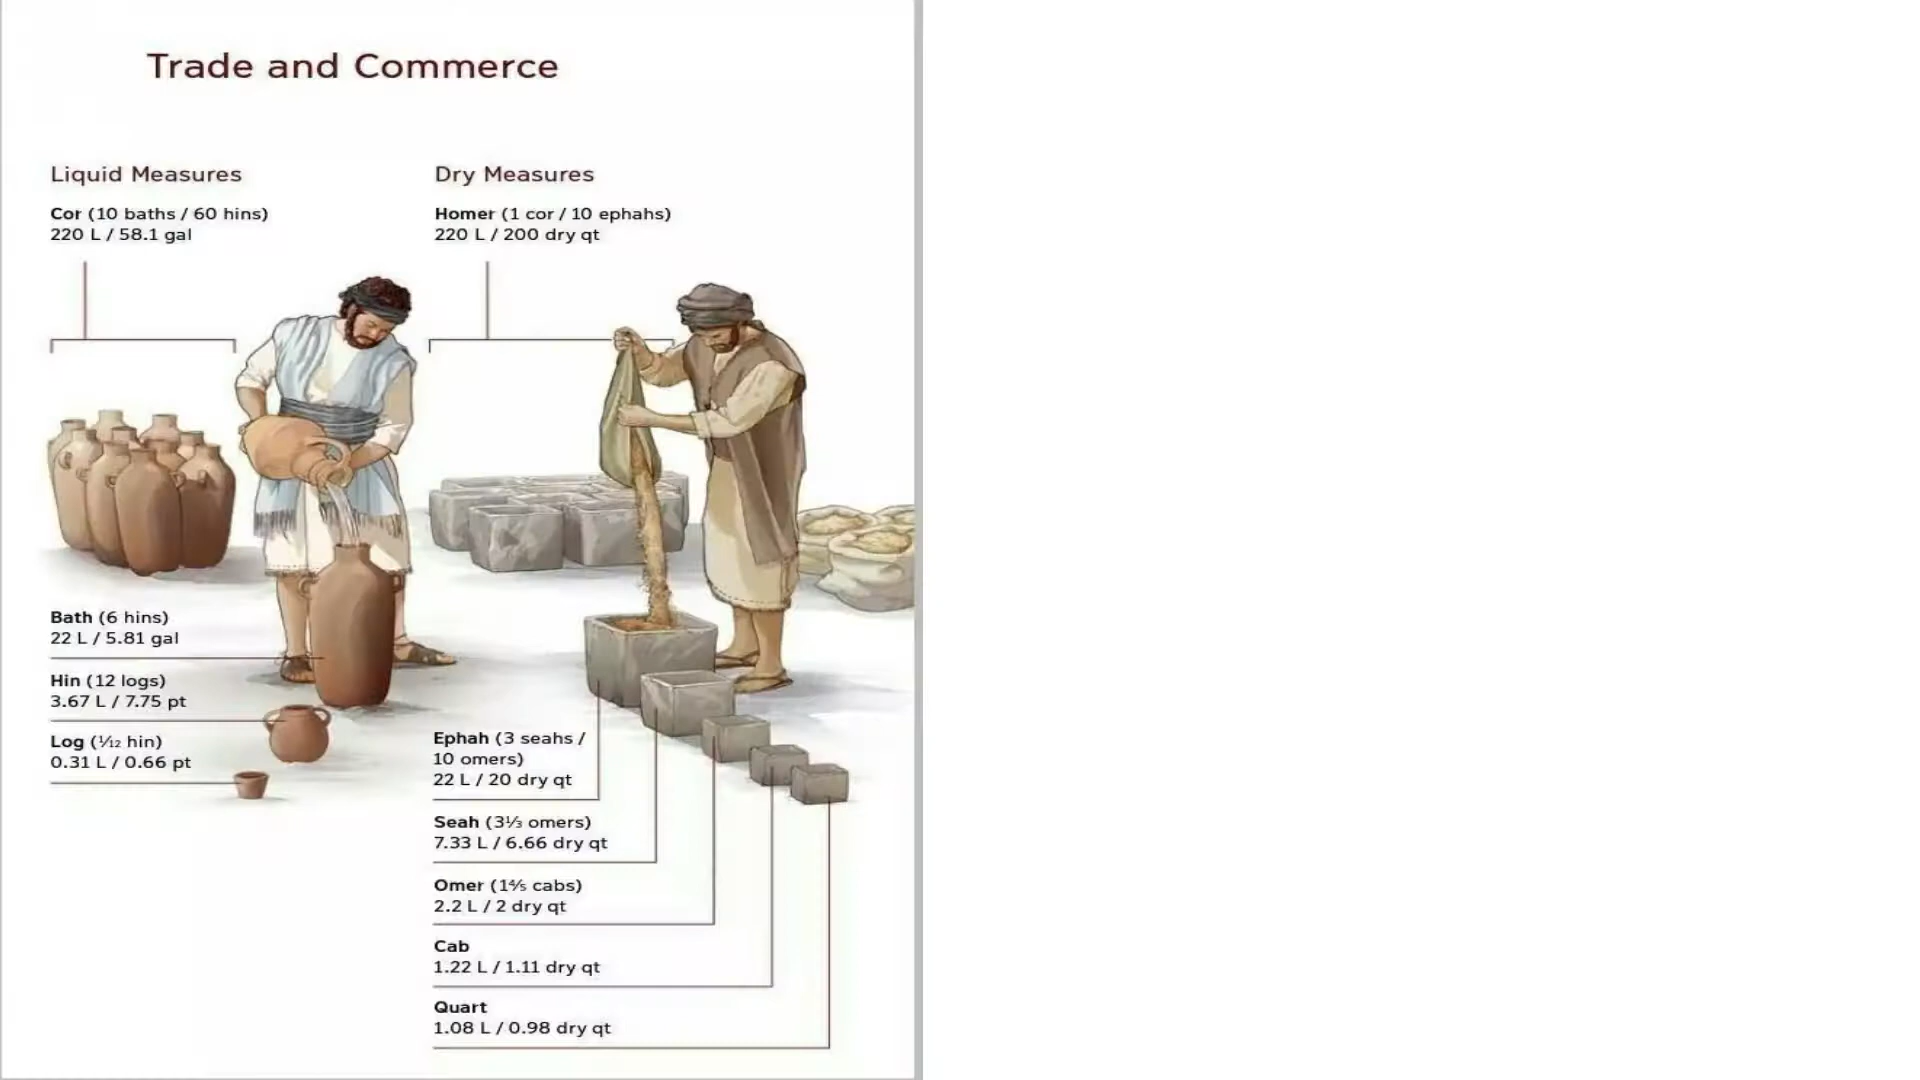 Trade and Commerce
Liquid Measures
Cor (10 baths / 60 hins)
220 L / 58.1 gal
Bath (6 hins)
22 L / 5.81 gal
Hin (12 logs)
3.67 L / 7.75 pt
Log (1⁄12 hin)
0.31 L / 0.66 pt
Dry Measures
Homer (1 cor / 10 ephahs)
220 L / 200 dry qt
Ephah (3 seahs /
10 omers)
22 L / 20 dry qt
Seah (3⅓ omers)
7.33 L / 6.66 dry qt
Omer (1⅘ cabs)
2.2 L / 2 dry qt
Cab
1.22 L / 1.11 dry qt
Quart
1.08 L / 0.98 dry qt